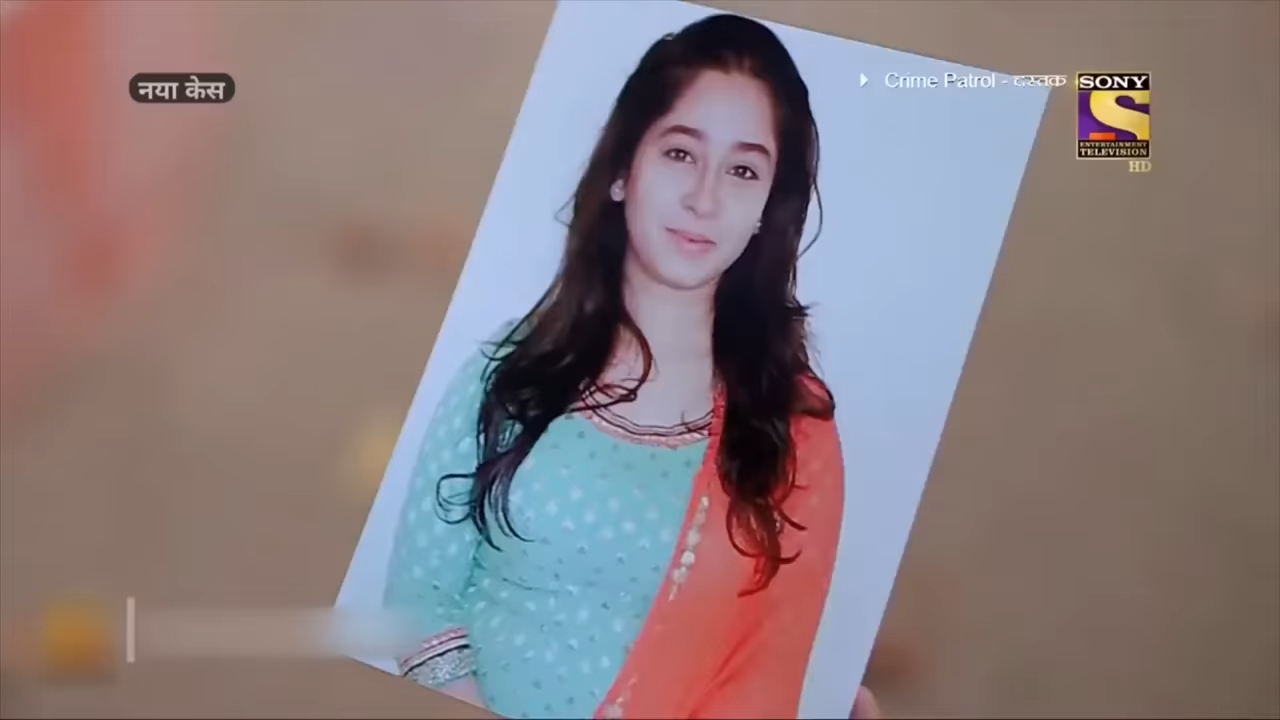 नया केस
Crime Patrol - दस्तक
SONY
ENTERTAINMENT
TELEVISION
HD